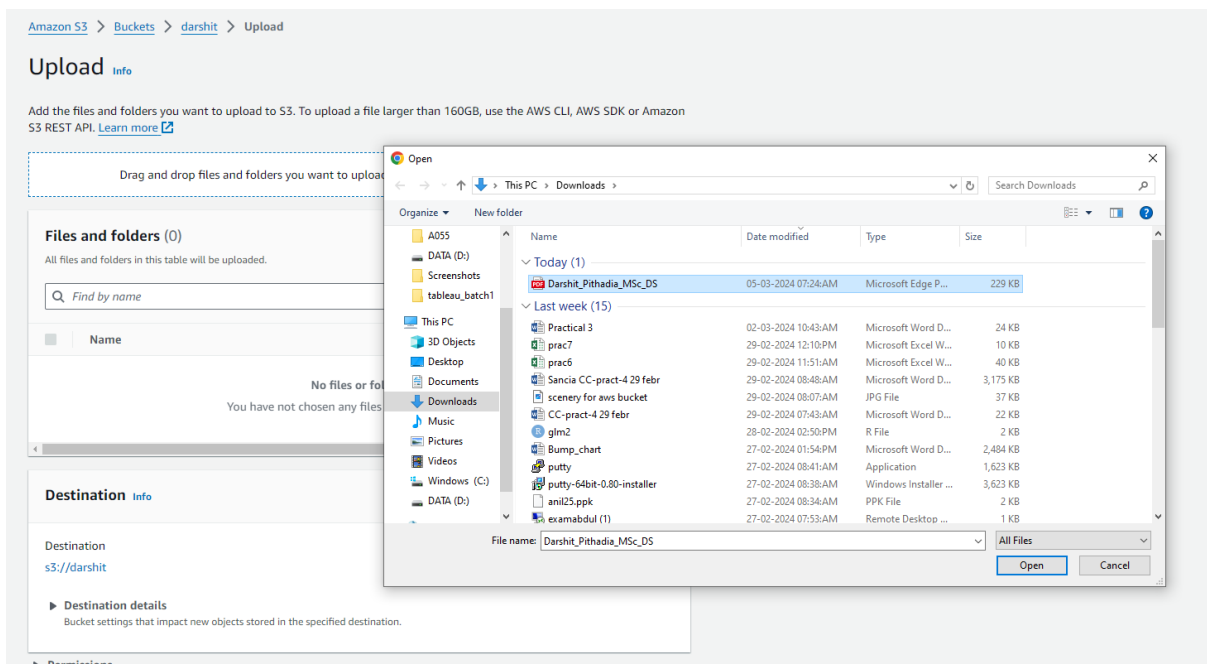 Amazon S3 > Buckets > darshit > Upload
Upload Info
Add the files and folders you want to upload to S3. To upload a file larger than 160GB, use the AWS CLI, AWS SDK or Amazon
S3 REST API. Learn more
Drag and drop files and folders you want to uploa
Files and folders (0)
All files and folders in this table will be uploaded.
Find by name
Name
No files or fol
You have not chosen any files
Destination Info
Destination
s3://darshit
Destination details
Bucket settings that impact new objects stored in the specified destination.
Permissions
Open
This PC > Downloads >
Search Downloads
Organize
New folder
A055
DATA (D:)
Screenshots
tableau_batch1
This PC
3D Objects
Desktop
Documents
Downloads
Music
Pictures
Videos
Windows (C:)
DATA (D:)
Name Date modified Type Size
Today (1)
PDF Darshit_Pithadia_MSc_DS 05-03-2024 07:24:AM Microsoft Edge P... 229 KB
Last week (15)
Practical 3 02-03-2024 10:43:AM Microsoft Word D... 24 KB
prac7 29-02-2024 12:10:PM Microsoft Excel W... 10 KB
prac6 29-02-2024 11:51:AM Microsoft Excel W... 40 KB
Sancia CC-pract-4 29 febr 29-02-2024 08:48:AM Microsoft Word D... 3,175 KB
scenery for aws bucket 29-02-2024 08:07:AM JPG File 37 KB
CC-pract-4 29 febr 29-02-2024 07:43:AM Microsoft Word D... 22 KB
glm2 28-02-2024 02:50:PM R File 2 KB
Bump_chart 27-02-2024 01:54:PM Microsoft Word D... 2,484 KB
putty 27-02-2024 08:41:AM Application 1,623 KB
putty-64bit-0.80-installer 27-02-2024 08:38:AM Windows Installer ... 3,623 KB
anil25.ppk 27-02-2024 08:34:AM PPK File 2 KB
examabdul (1) 27-02-2024 07:53:AM Remote Desktop ... 1 KB
File name: Darshit_Pithadia_MSc_DS
All Files
Open
Cancel